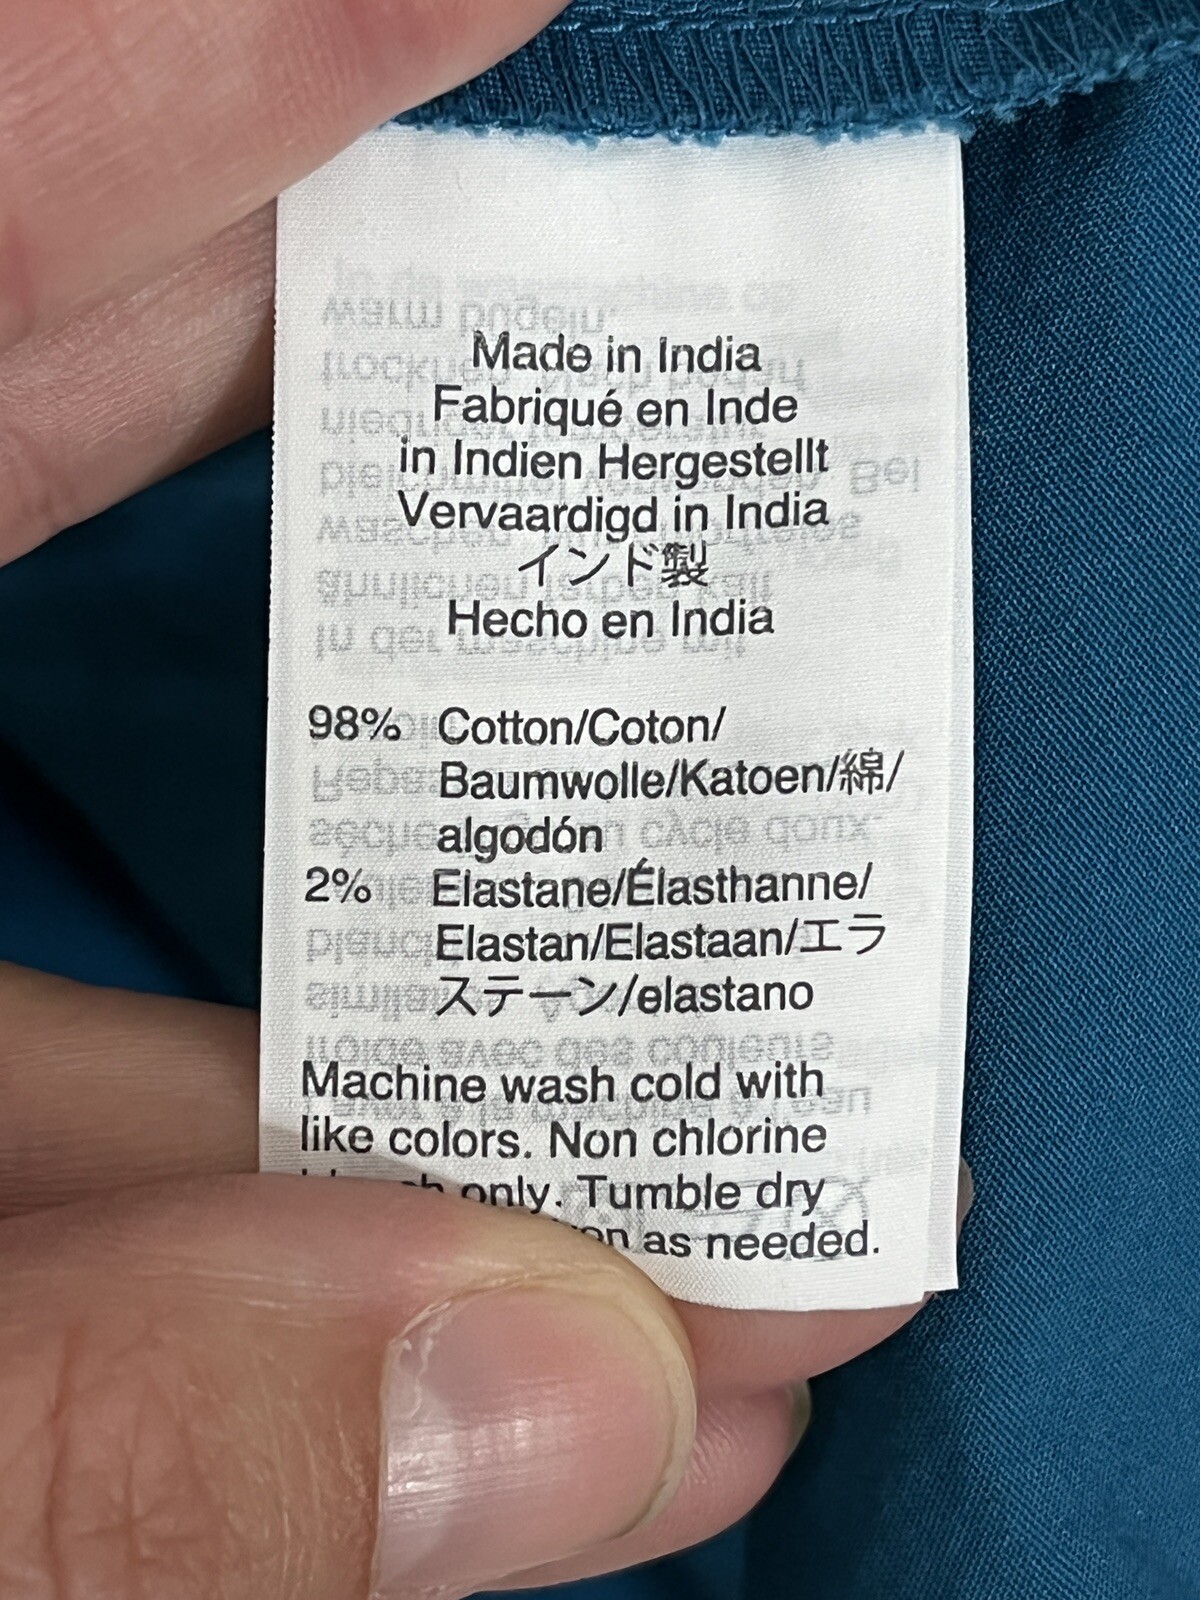 Made in India
Fabriqué en Inde
in Indien Hergestellt
Vervaardigd in India
インド製
Hecho en India
98% Cotton/Coton/
Baumwolle/Katoen/綿/
algodón
2% Elastane/Élasthanne/
Elastan/Elastaan/エラ
ステーン/elastano
Machine wash cold with
like colors. Non chlorine
only. Tumble dry
as needed.